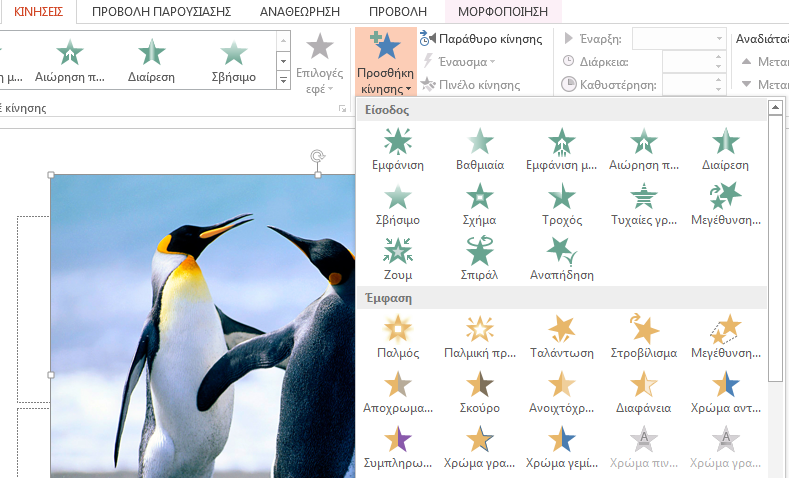 ΚΙΝΗΣΕΙΣ ΠΡΟΒΟΛΗ ΠΑΡΟΥΣΙΑΣΗΣ ΑΝΑΘΕΩΡΗΣΗ ΠΡΟΒΟΛΗ ΜΟΡΦΟΠΟΙΗΣΗ
μ... Αιώρηση π... Διαίρεση Σβήσιμο
Επιλογές
εφέ
έ κίνησης
Προσθήκη
κίνησης
Παράθυρο κίνησης
Έναυσμα
Πινέλο κίνησης
Έναρξη:
Διάρκεια:
Καθυστέρηση:
Αναδιάταξ
Μετακ
Μετακ
Είσοδος
Εμφάνιση Βαθμιαία Εμφάνιση μ... Αιώρηση π... Διαίρεση
Σβήσιμο Σχήμα Τροχός Τυχαίες γρ... Μεγέθυνση...
Ζουμ Σπιράλ Αναπήδηση
Έμφαση
Παλμός Παλμική πρ... Ταλάντωση Στροβίλισμα Μεγέθυνση...
Αποχρωμα... Σκούρο Ανοιχτόχρ... Διαφάνεια Χρώμα αντ...
Συμπληρω... Χρώμα γρα... Χρώμα γεμί... Χρώμα πιν... Χρώμα γρα...